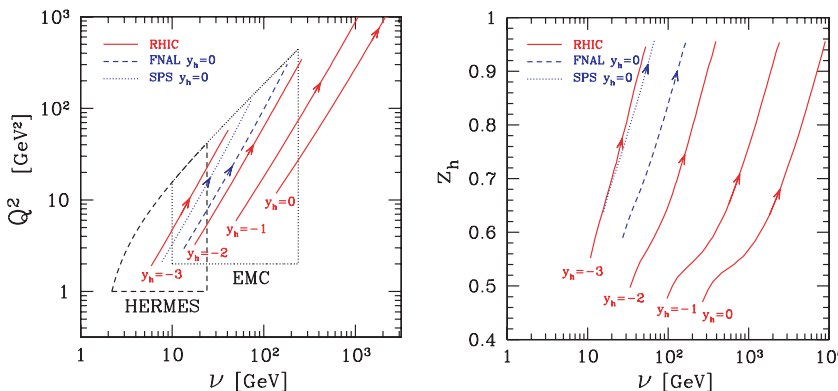 10³
10²
10
1
Q² [GeV²]
RHIC
FNAL y_h=0
SPS y_h=0
y_h=0
y_h=−1
y_h=−2
y_h=−3
EMC
HERMES
1 10 10² 10³
ν [GeV]
1
0.9
0.8
0.7
0.6
0.5
0.4
z_h
RHIC
FNAL y_h=0
SPS y_h=0
y_h=−3
y_h=−2
y_h=−1
y_h=0
1 10 10² 10³ 10⁴
ν [GeV]